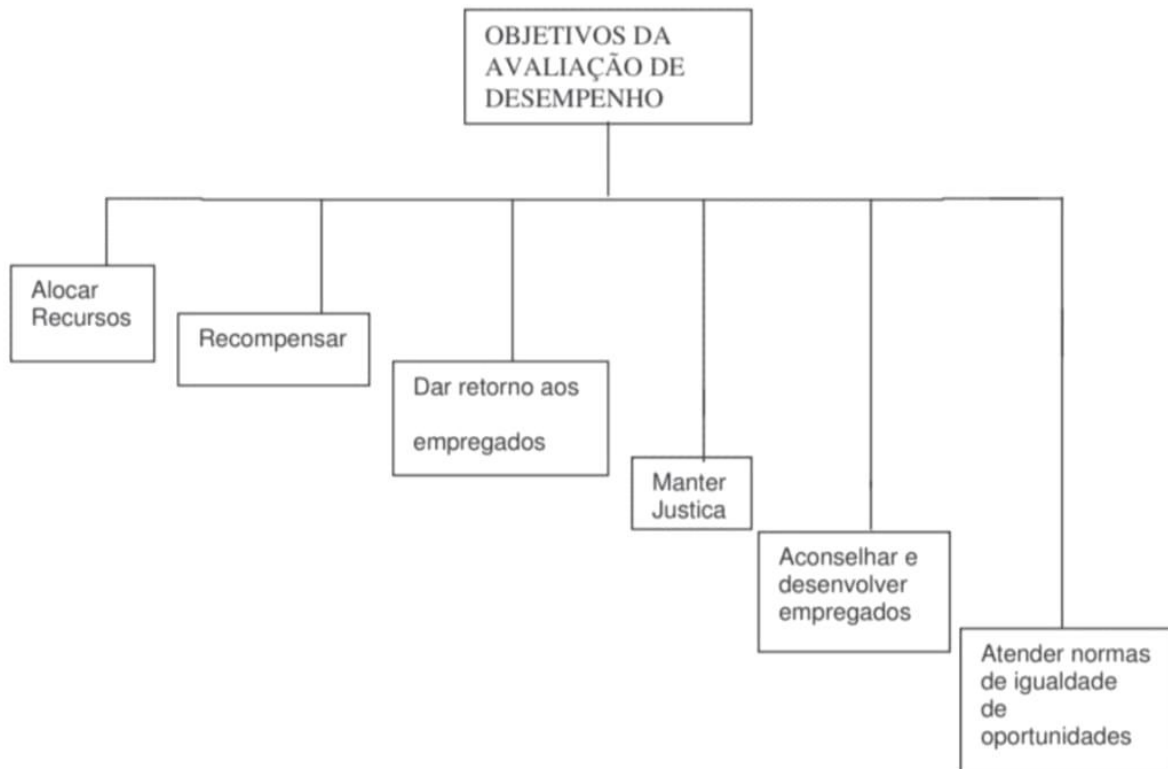 OBJETIVOS DA
AVALIAÇÃO DE
DESEMPENHO
Alocar
Recursos
Recompensar
Dar retorno aos
empregados
Manter
Justica
Aconselhar e
desenvolver
empregados
Atender normas
de igualdade
de
oportunidades